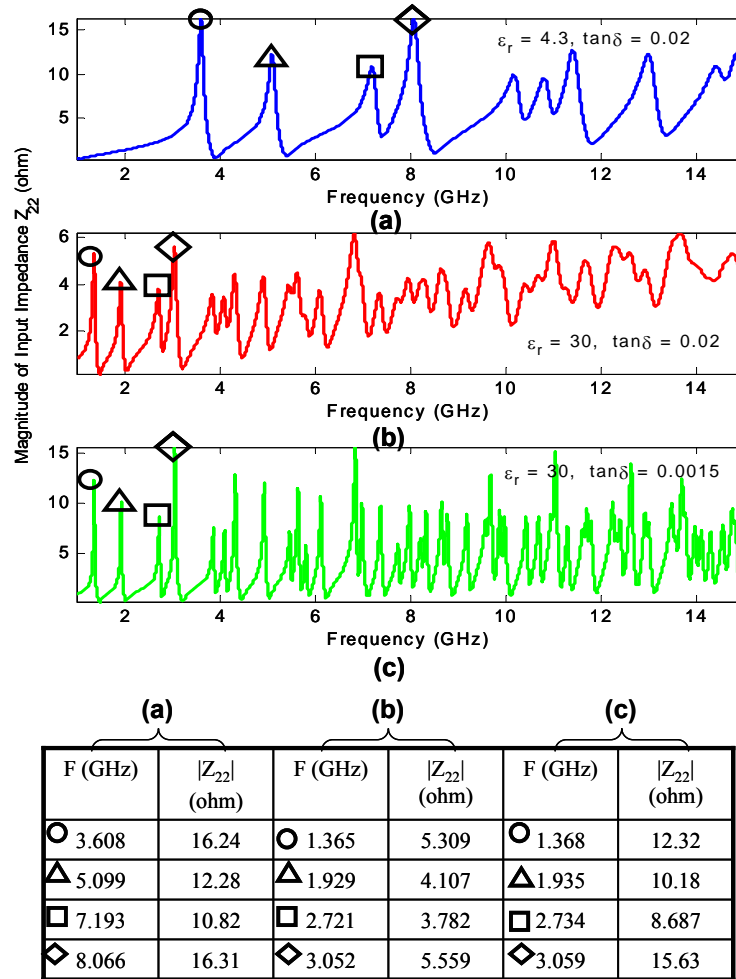 Magnitude of Input Impedance Z22 (ohm)
15
10
5
εr = 4.3, tanδ = 0.02
2 4 6 8 10 12 14
Frequency (GHz)
(a)
6
4
2
εr = 30, tanδ = 0.02
2 4 6 8 10 12 14
Frequency (GHz)
(b)
15
10
5
εr = 30, tanδ = 0.0015
2 4 6 8 10 12 14
Frequency (GHz)
(c)
(a) (b) (c)
F (GHz) |Z22| (ohm) F (GHz) |Z22| (ohm) F (GHz) |Z22| (ohm)
3.608 16.24 1.365 5.309 1.368 12.32
5.099 12.28 1.929 4.107 1.935 10.18
7.193 10.82 2.721 3.782 2.734 8.687
8.066 16.31 3.052 5.559 3.059 15.63